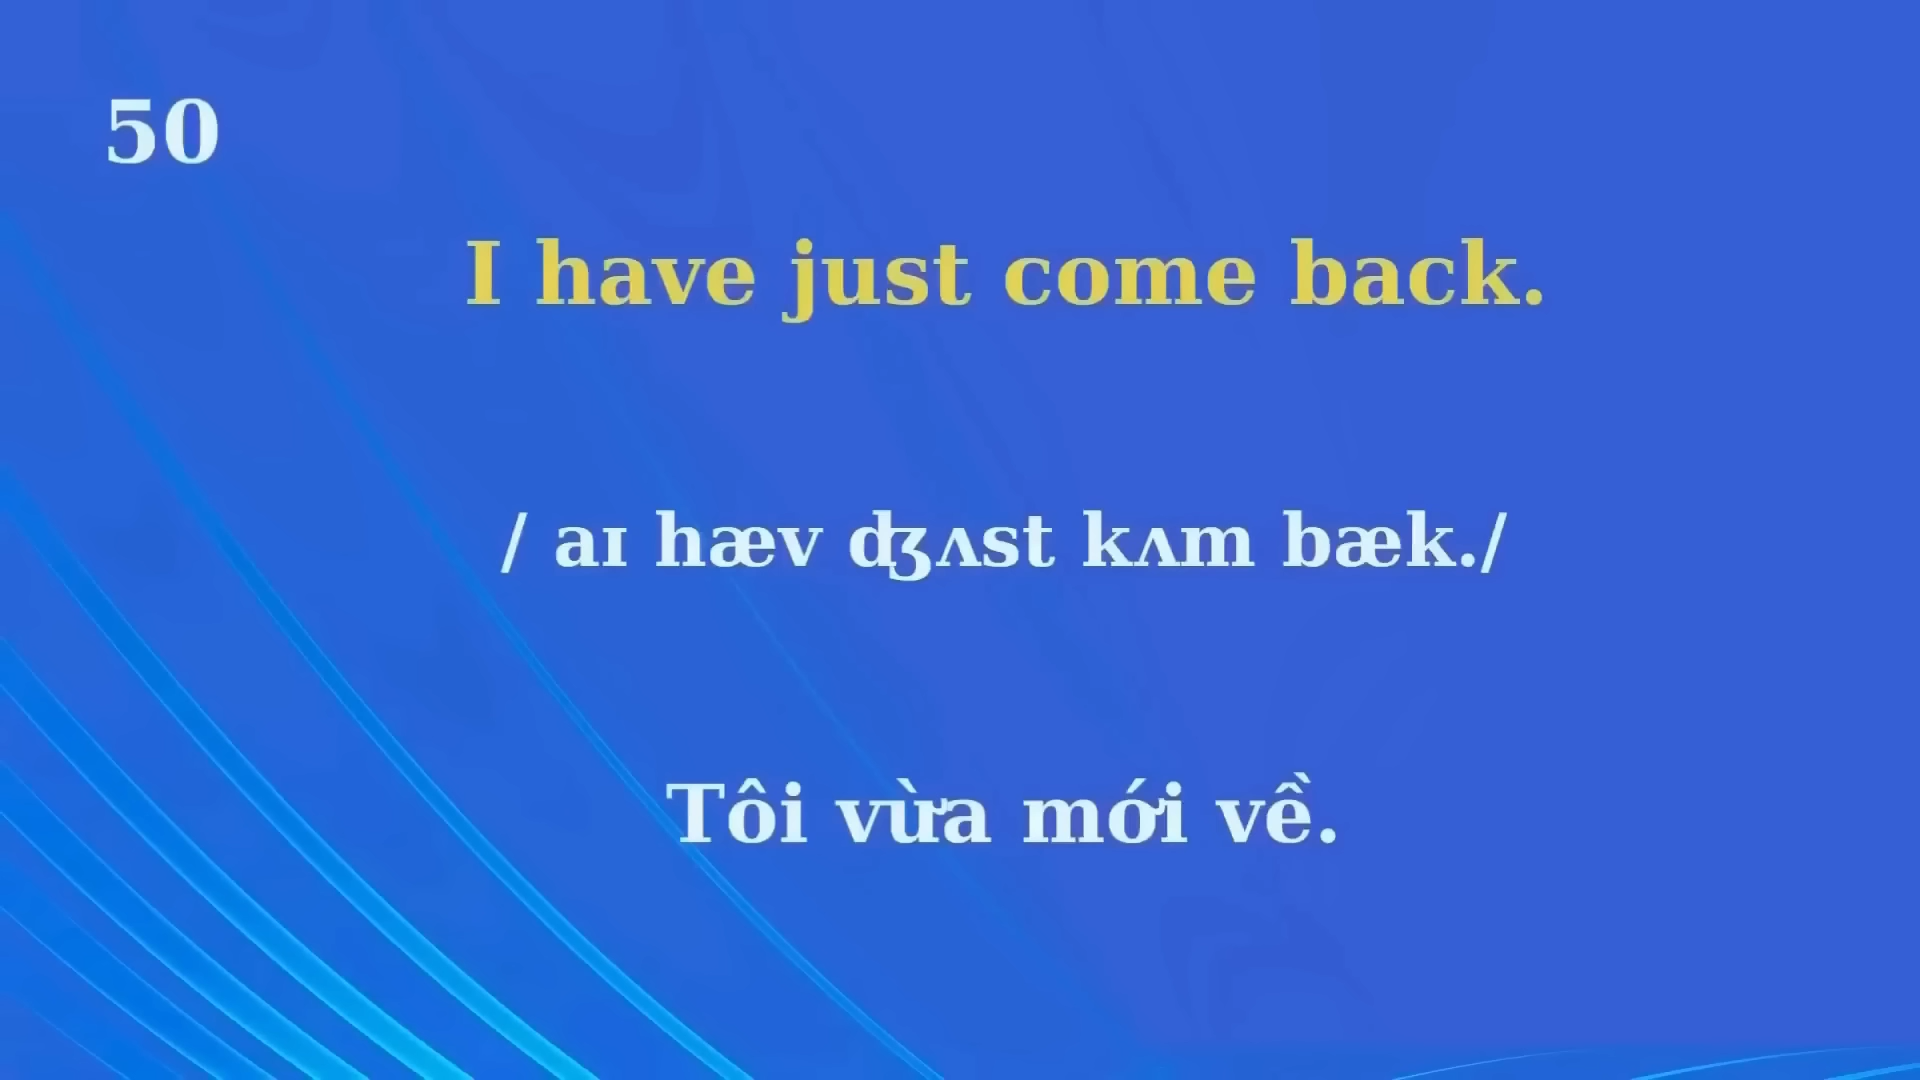 50
I have just come back.
/ aɪ hæv ʤʌst kʌm bæk./
Tôi vừa mới về.